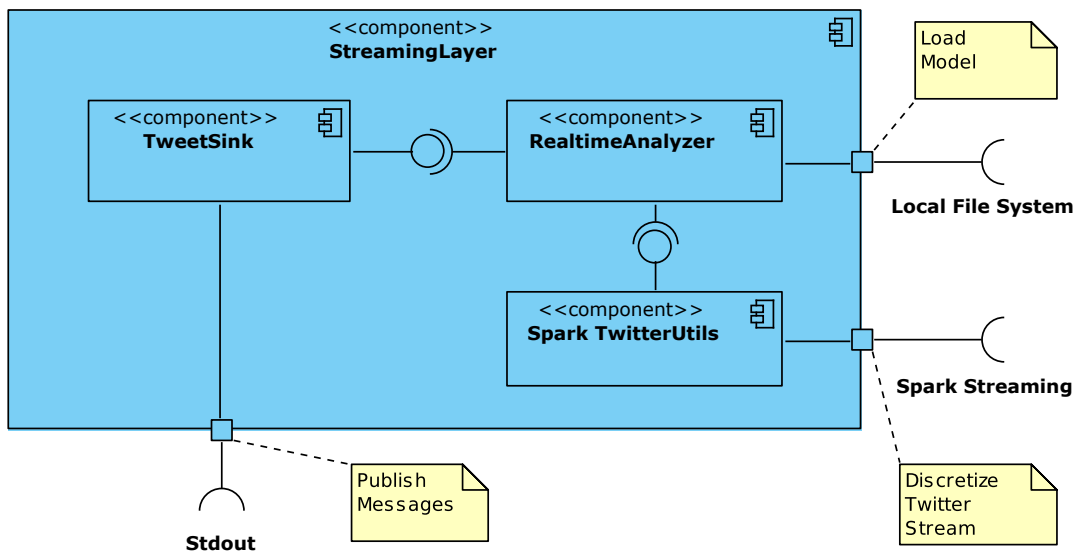 <<component>>
StreamingLayer
Load
Model
<<component>>
TweetSink
<<component>>
RealtimeAnalyzer
Local File System
<<component>>
Spark TwitterUtils
Spark Streaming
Publish
Messages
Discretize
Twitter
Stream
Stdout